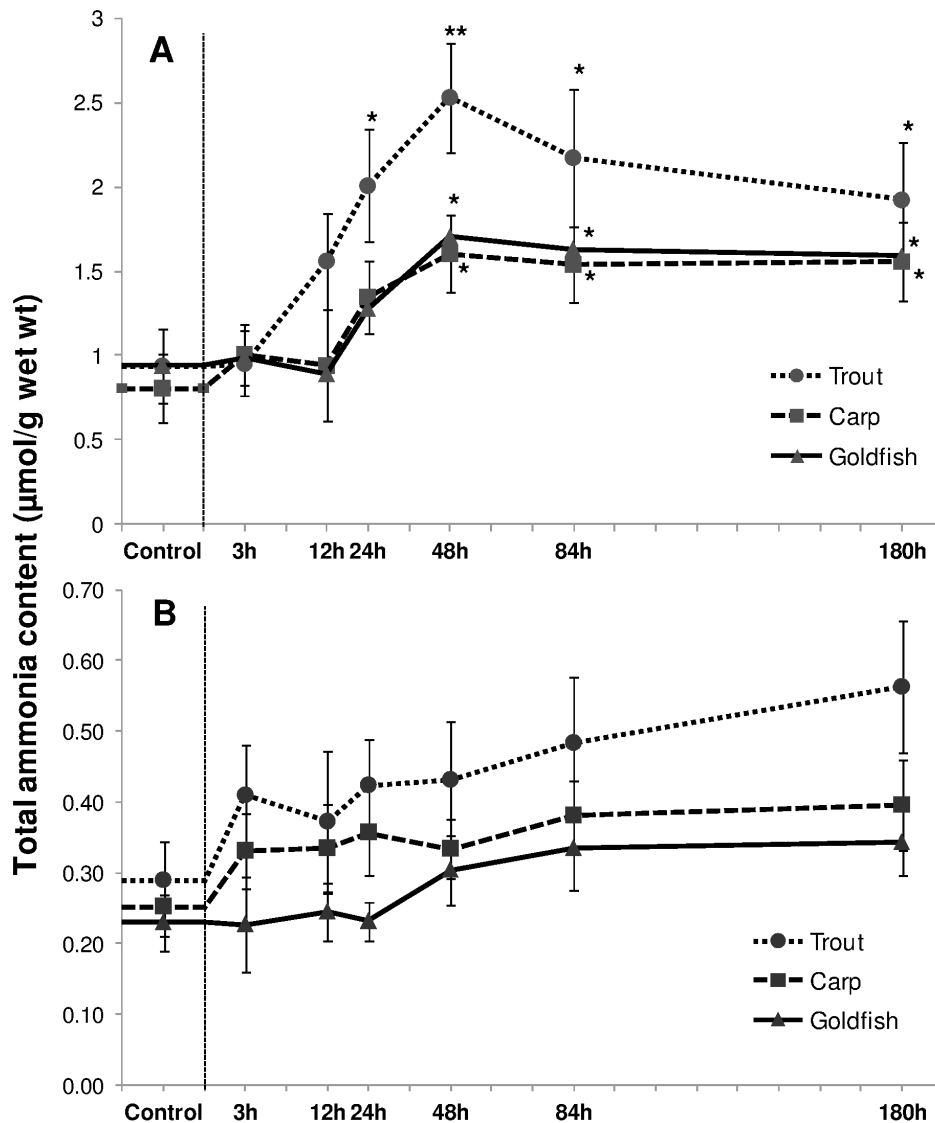 Total ammonia content (µmol/g wet wt)
A
3
2.5
2
1.5
1
0.5
0
**
*
*
*
*
*
*
*
*
*
Trout
Carp
Goldfish
Control 3h 12h 24h 48h 84h 180h
B
0.70
0.60
0.50
0.40
0.30
0.20
0.10
0.00
Trout
Carp
Goldfish
Control 3h 12h 24h 48h 84h 180h